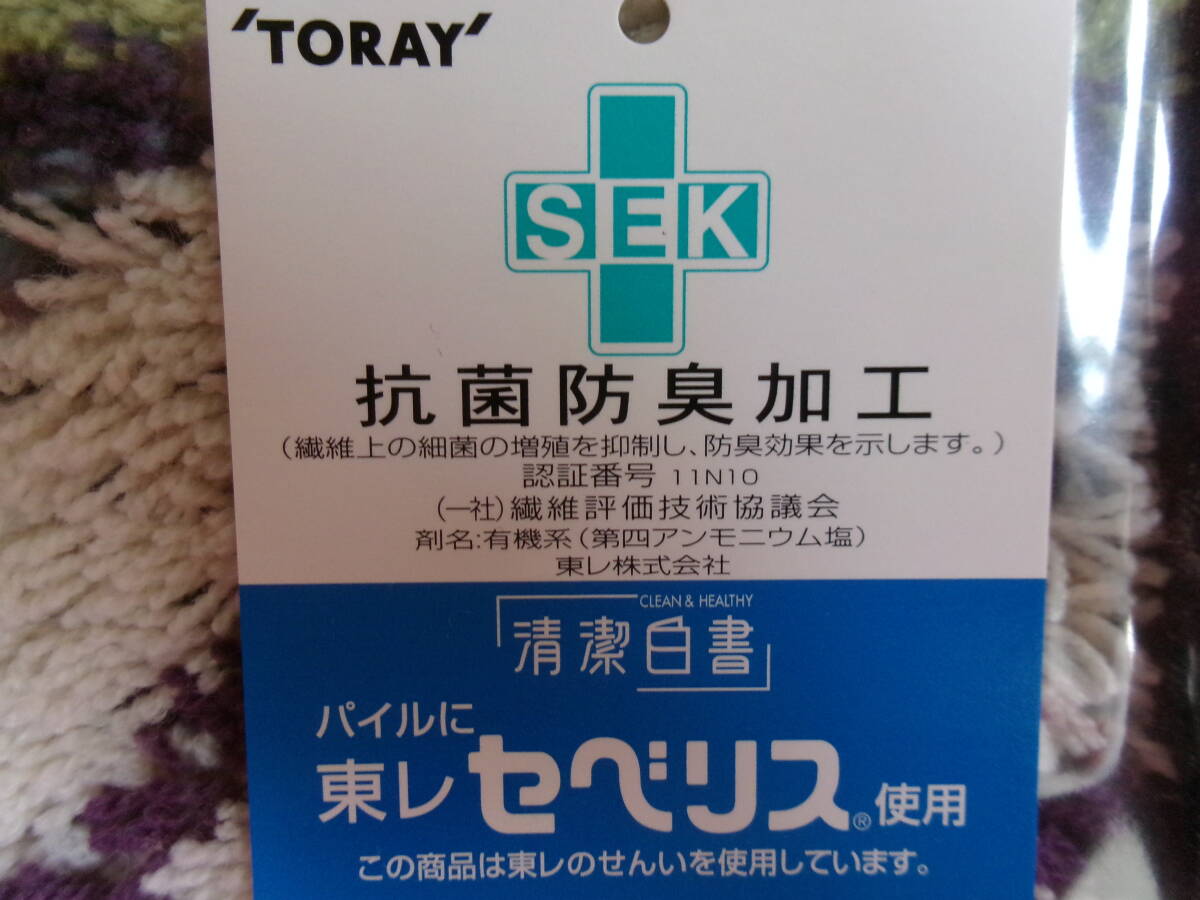 'TORAY'
SEK
抗菌防臭加工
(繊維上の細菌の増殖を抑制し、防臭効果を示します。)
認証番号 11N10
(一社)繊維評価技術協議会
剤名:有機系(第四アンモニウム塩)
東レ株式会社
CLEAN & HEALTHY
「清潔白書」
パイルに
東レセベリス®使用
この商品は東レのせんいを使用しています。